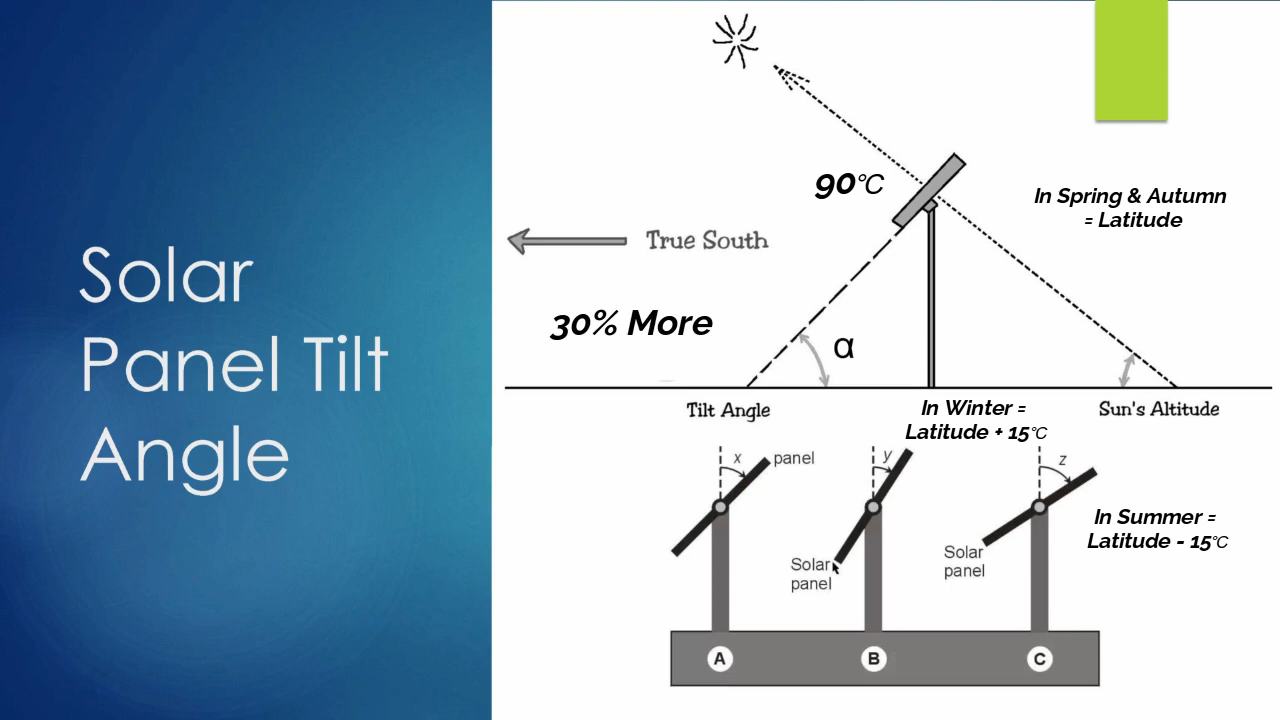 Solar
Panel Tilt
Angle
90°C
In Spring & Autumn
= Latitude
True South
30% More
α
Tilt Angle
In Winter =
Latitude + 15°C
Sun's Altitude
x
panel
y
z
In Summer =
Latitude - 15°C
Solar
panel
Solar
panel
A
B
C